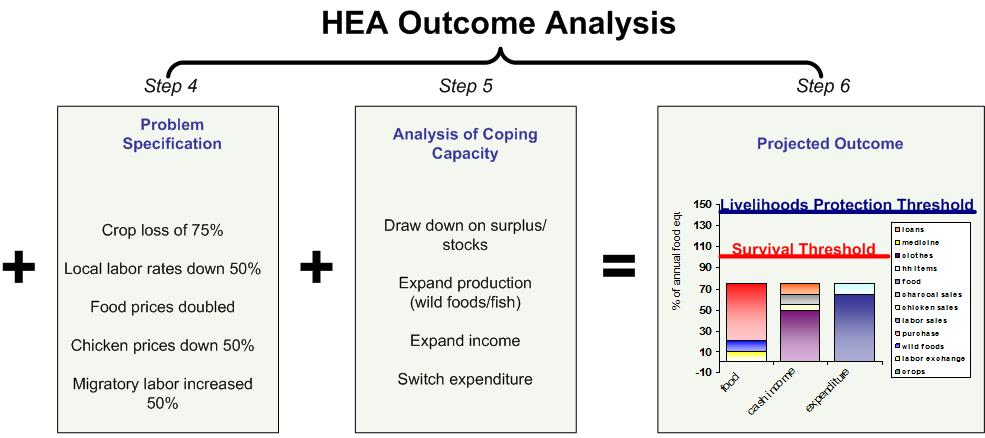 HEA Outcome Analysis
Step 4
Step 5
Step 6
Problem
Specification
Crop loss of 75%
Local labor rates down 50%
Food prices doubled
Chicken prices down 50%
Migratory labor increased
50%
Analysis of Coping
Capacity
Draw down on surplus/
stocks
Expand production
(wild foods/fish)
Expand income
Switch expenditure
Projected Outcome
% of annual food eq.
150
130
110
90
70
50
30
10
-10
Livelihoods Protection Threshold
Survival Threshold
food
cash income
expenditure
loans
medicine
clothes
hh items
food
charcoal sales
chicken sales
labor sales
purchase
wild foods
labor exchange
crops